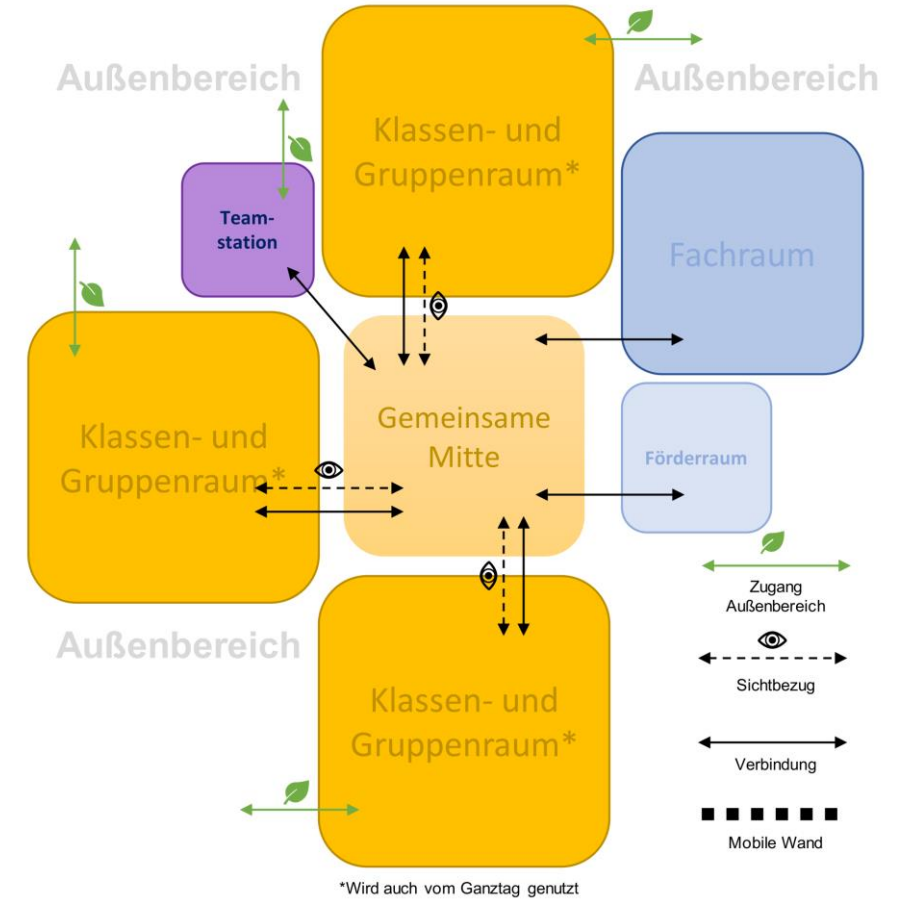 Außenbereich
Außenbereich
Klassen- und
Gruppenraum*
Team-
station
Fachraum
Klassen- und
Gruppenraum*
Gemeinsame
Mitte
Förderraum
Zugang
Außenbereich
Außenbereich
Sichtbezug
Klassen- und
Gruppenraum*
Verbindung
Mobile Wand
*Wird auch vom Ganztag genutzt